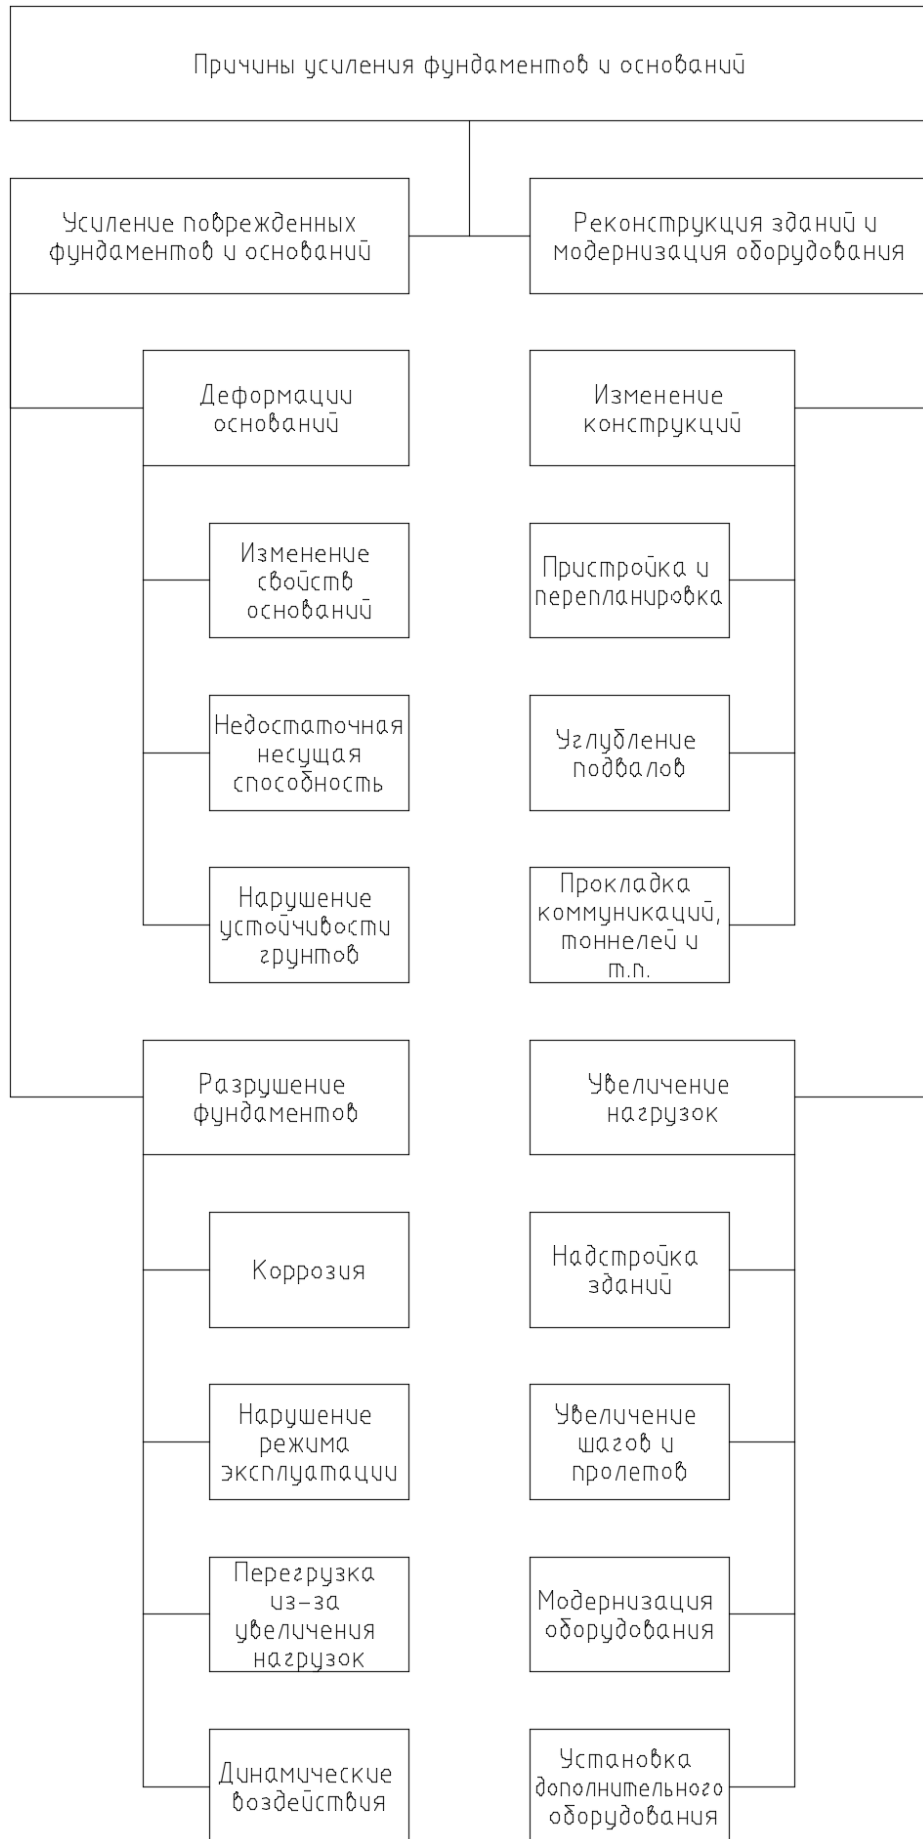 Причины усиления фундаментов и оснований
Усиление поврежденных
фундаментов и оснований
Реконструкция зданий и
модернизация оборудования
Деформации
оснований
Изменение
конструкций
Изменение
свойств
оснований
Пристройка и
перепланировка
Недостаточная
несущая
способность
Углубление
подвалов
Нарушение
устойчивости
грунтов
Прокладка
коммуникаций,
тоннелей и
т.п.
Разрушение
фундаментов
Увеличение
нагрузок
Коррозия
Надстройка
зданий
Нарушение
режима
эксплуатации
Увеличение
шагов и
пролетов
Перегрузка
из-за
увеличения
нагрузок
Модернизация
оборудования
Динамические
воздействия
Установка
дополнительного
оборудования